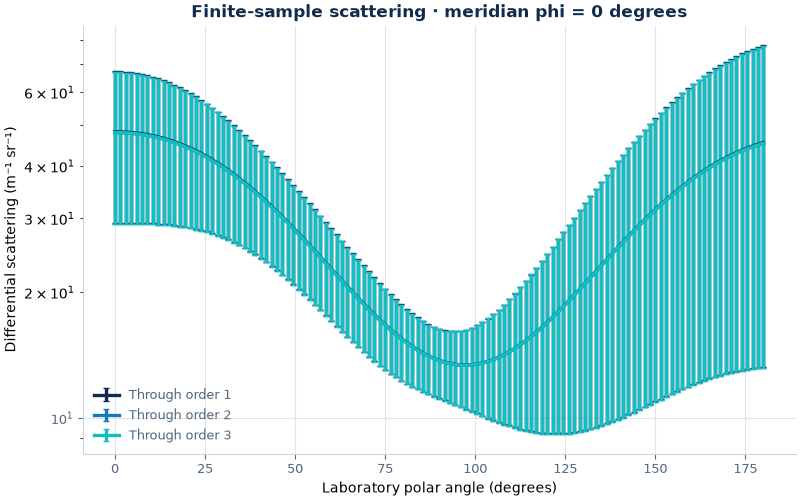 Finite-sample scattering · meridian phi = 0 degrees
Differential scattering (m⁻¹ sr⁻¹)
6 × 10¹
4 × 10¹
3 × 10¹
2 × 10¹
10¹
Through order 1
Through order 2
Through order 3
0 25 50 75 100 125 150 175
Laboratory polar angle (degrees)